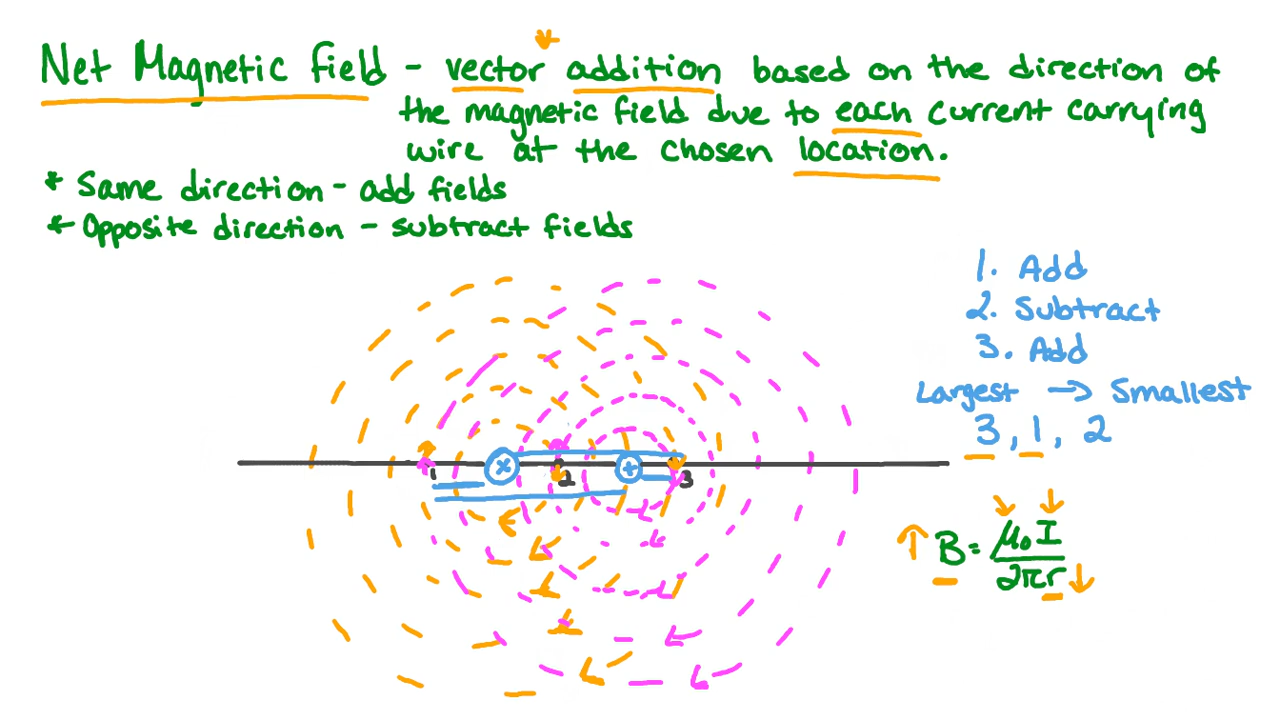 Net Magnetic Field - vector addition based on the direction of
the magnetic field due to each current carrying
wire at the chosen location.
* Same direction - add fields
* Opposite direction - subtract fields
1. Add
2. Subtract
3. Add
Largest → Smallest
3, 1, 2
x +
1 2 3
↑ B = μ₀I / 2πr ↓